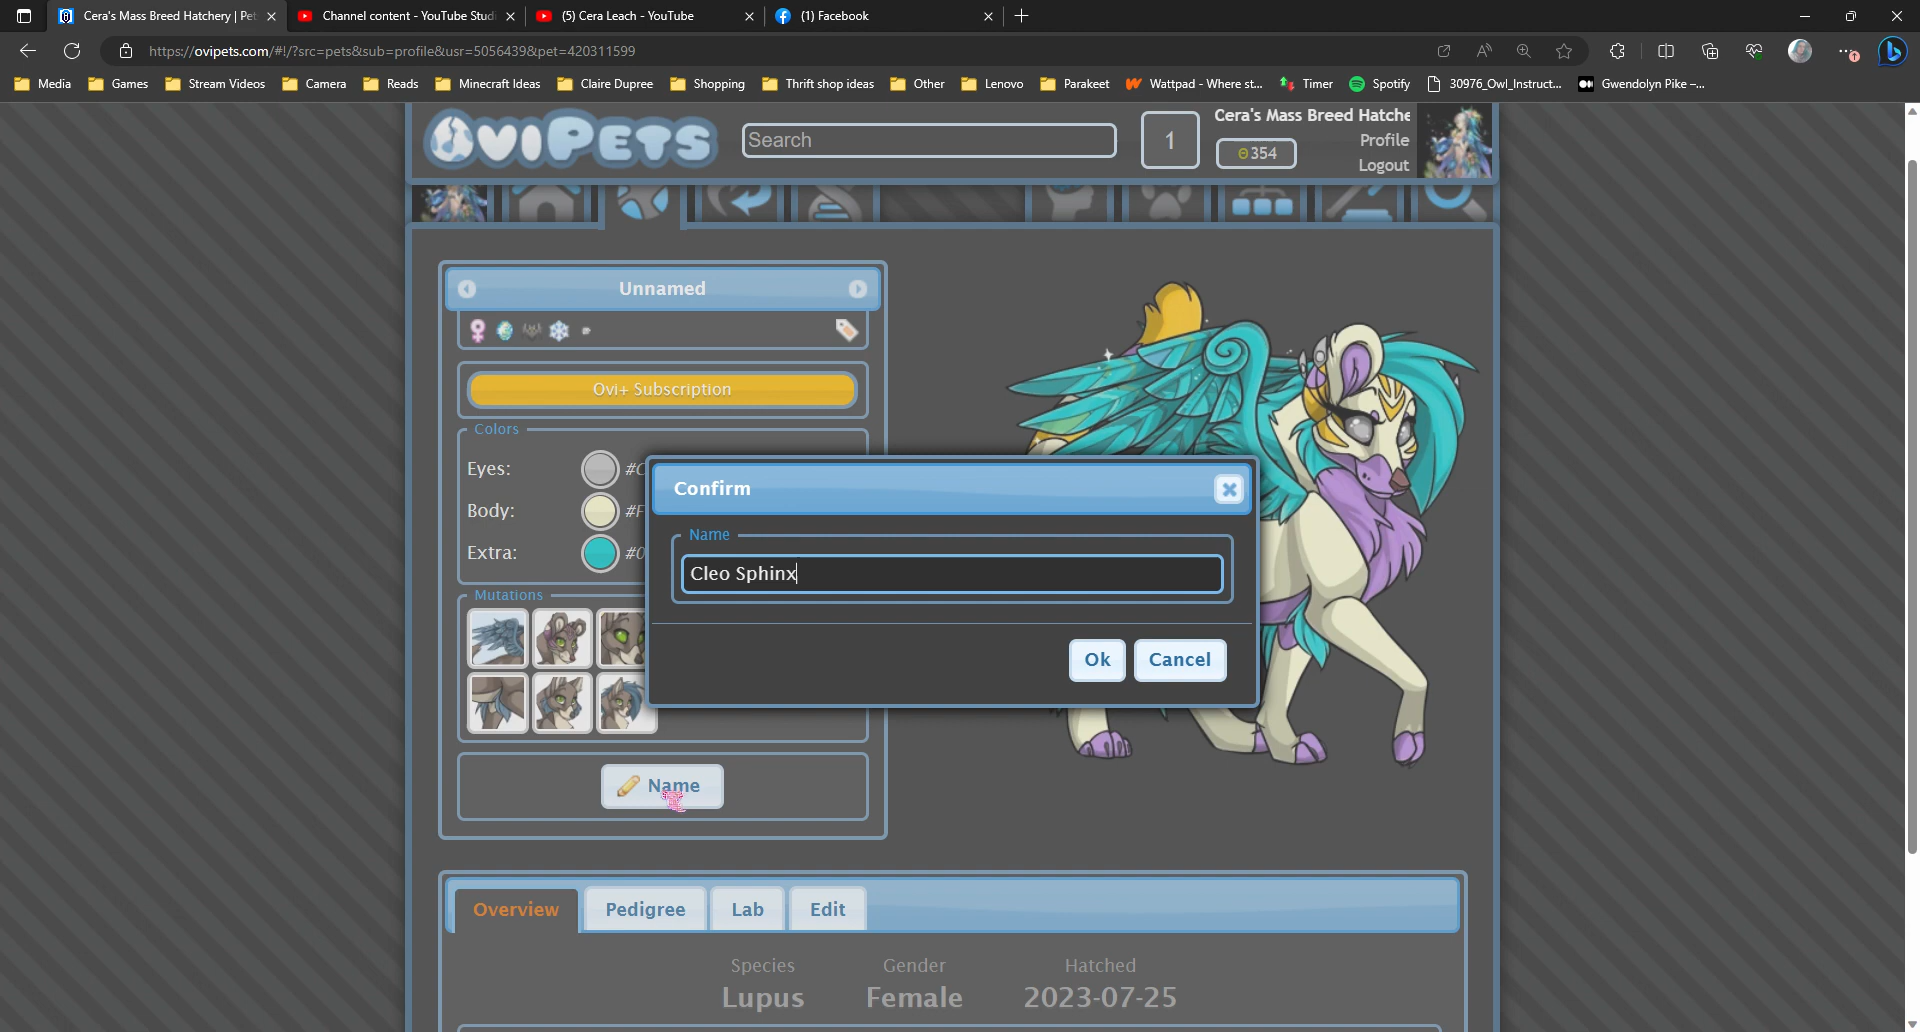 Cera's Mass Breed Hatchery | Pet
Channel content - YouTube Studi
(5) Cera Leach - YouTube
(1) Facebook
https://ovipets.com/#!/?src=pets&sub=profile&usr=5056439&pet=420311599
Media
Games
Stream Videos
Camera
Reads
Minecraft Ideas
Claire Dupree
Shopping
Thrift shop ideas
Other
Lenovo
Parakeet
Wattpad - Where st...
Timer
Spotify
30976_Owl_Instruct...
Gwendolyn Pike –...
OviPets
Search
1
Cera's Mass Breed Hatche
354
Profile
Logout
Unnamed
Ovi+ Subscription
Colors
Eyes:
#C
Body:
#F
Extra:
#0
Mutations
Confirm
Name
Cleo Sphinx
Ok
Cancel
Name
Overview
Pedigree
Lab
Edit
Species
Gender
Hatched
Lupus
Female
2023-07-25